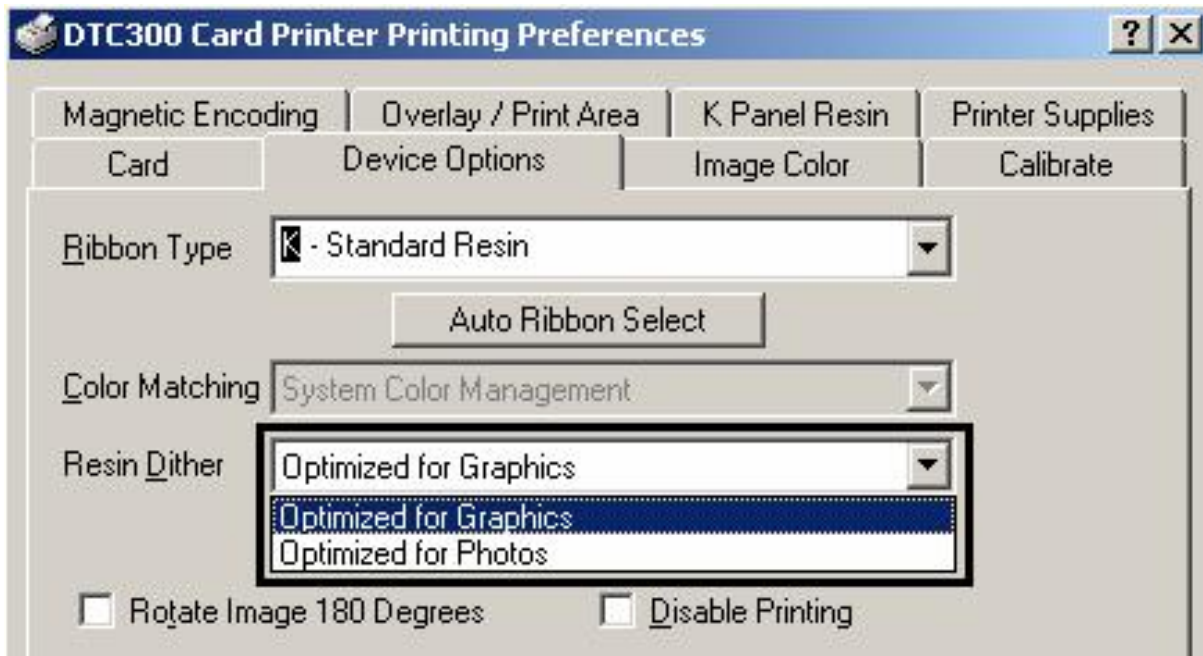 DTC300 Card Printer Printing Preferences ? X
Magnetic Encoding Overlay / Print Area K Panel Resin Printer Supplies
Card Device Options Image Color Calibrate
Ribbon Type K - Standard Resin
Auto Ribbon Select
Color Matching System Color Management
Resin Dither Optimized for Graphics
Optimized for Graphics
Optimized for Photos
Rotate Image 180 Degrees Disable Printing